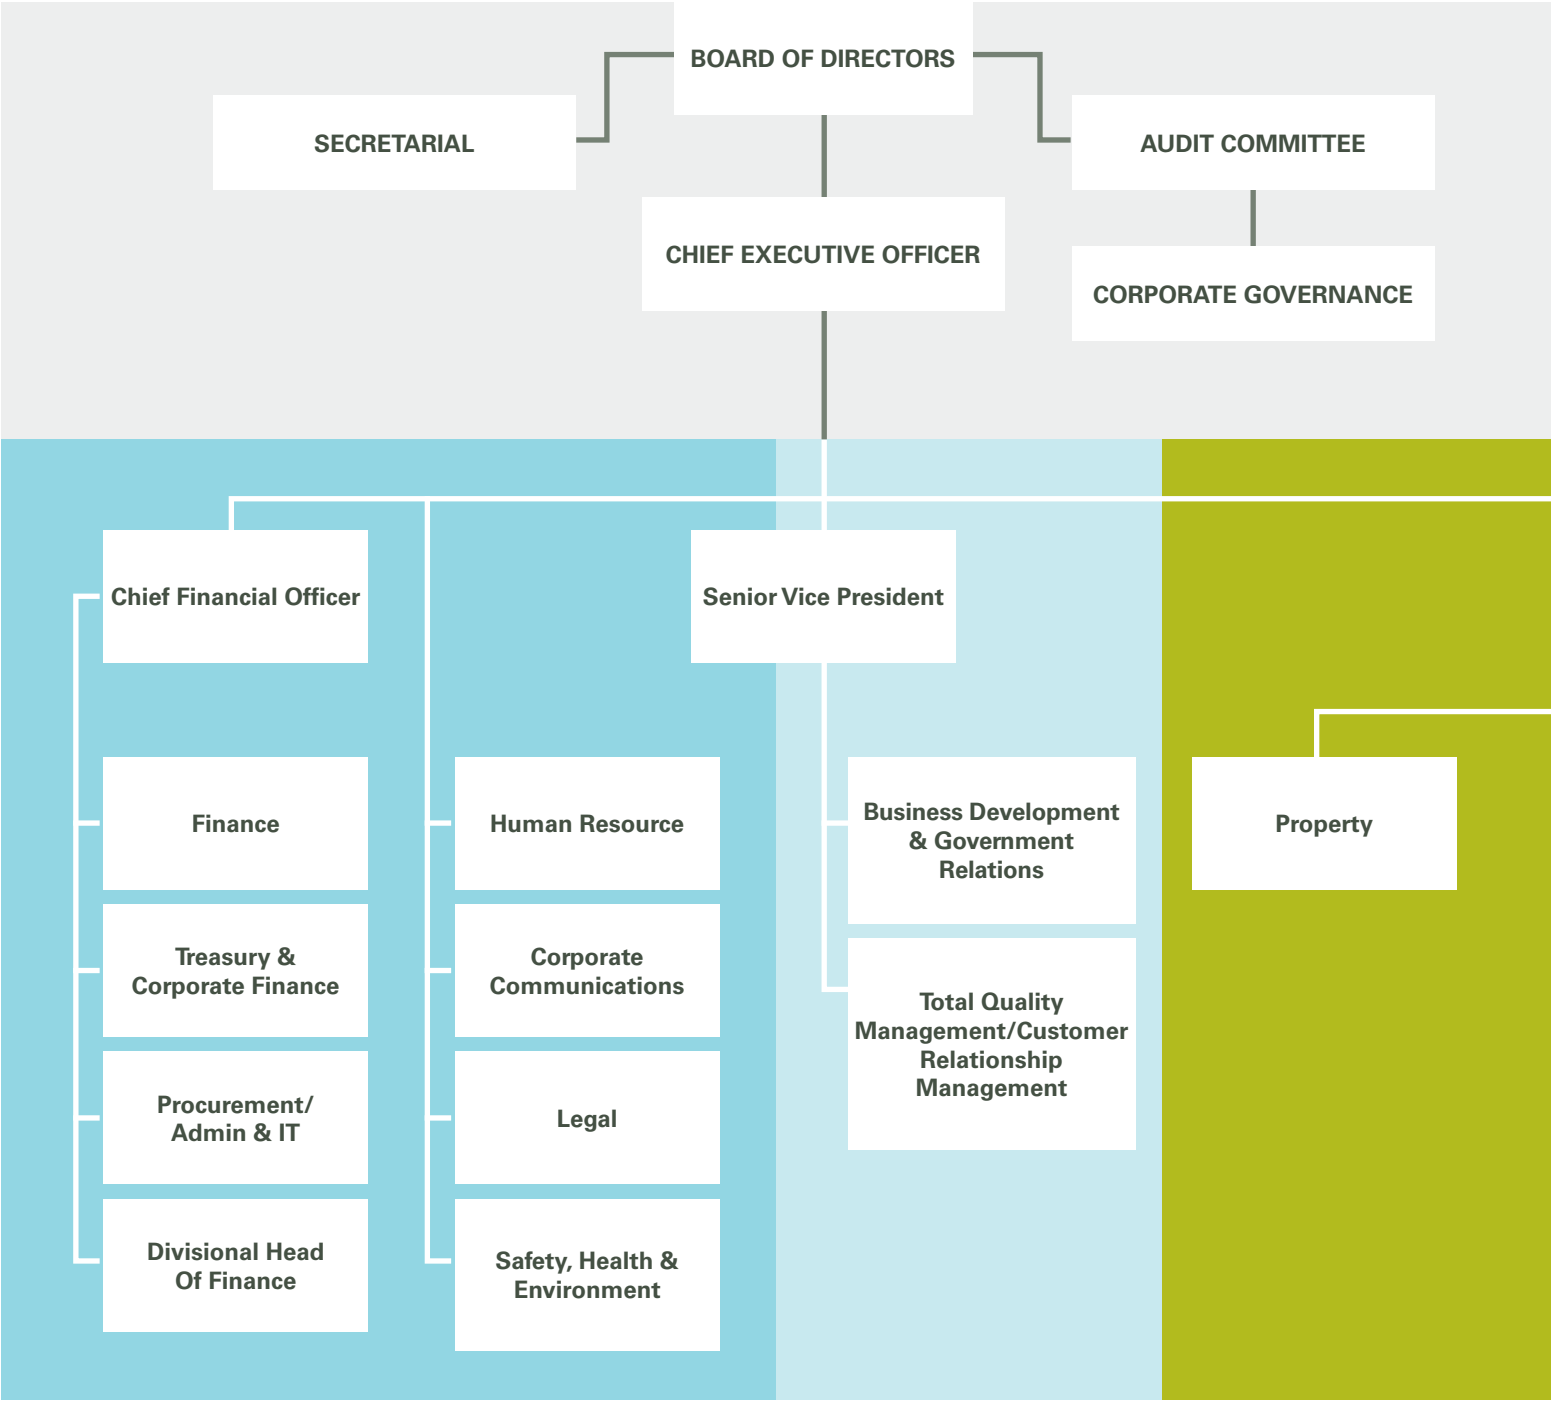 BOARD OF DIRECTORS
SECRETARIAL
AUDIT COMMITTEE
CHIEF EXECUTIVE OFFICER
CORPORATE GOVERNANCE
Chief Financial Officer
Senior Vice President
Finance
Treasury &
Corporate Finance
Procurement/
Admin & IT
Divisional Head
Of Finance
Human Resource
Corporate
Communications
Legal
Safety, Health &
Environment
Business Development
& Government
Relations
Total Quality
Management/Customer
Relationship
Management
Property